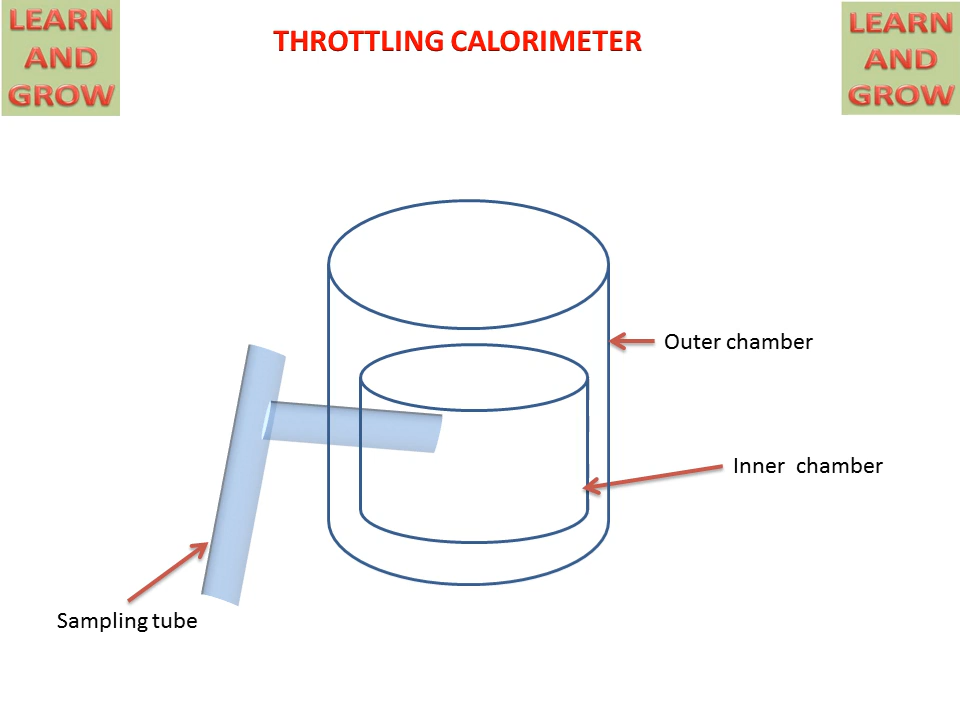 LEARN
AND
GROW
THROTTLING CALORIMETER
LEARN
AND
GROW
Outer chamber
Inner  chamber
Sampling tube